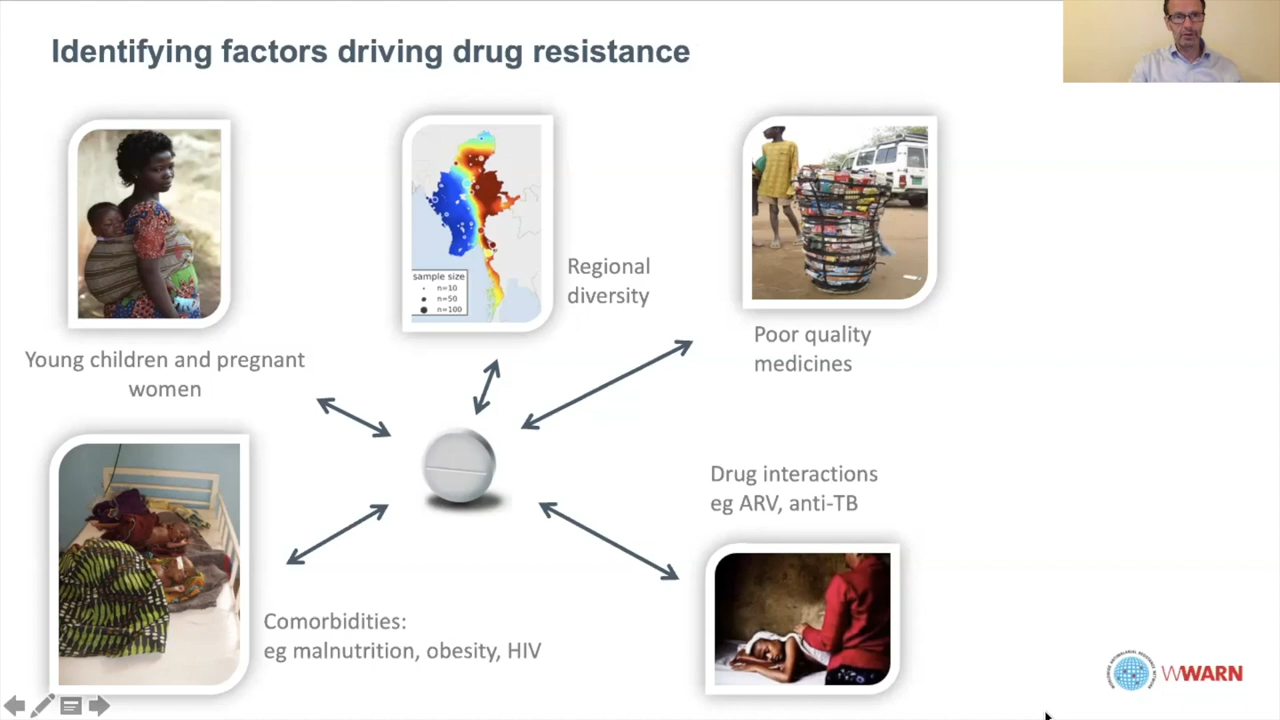 Identifying factors driving drug resistance
sample size
n=10
n=50
n=100
Regional
diversity
Poor quality
medicines
Young children and pregnant
women
Drug interactions
eg ARV, anti-TB
Comorbidities:
eg malnutrition, obesity, HIV
WWARN